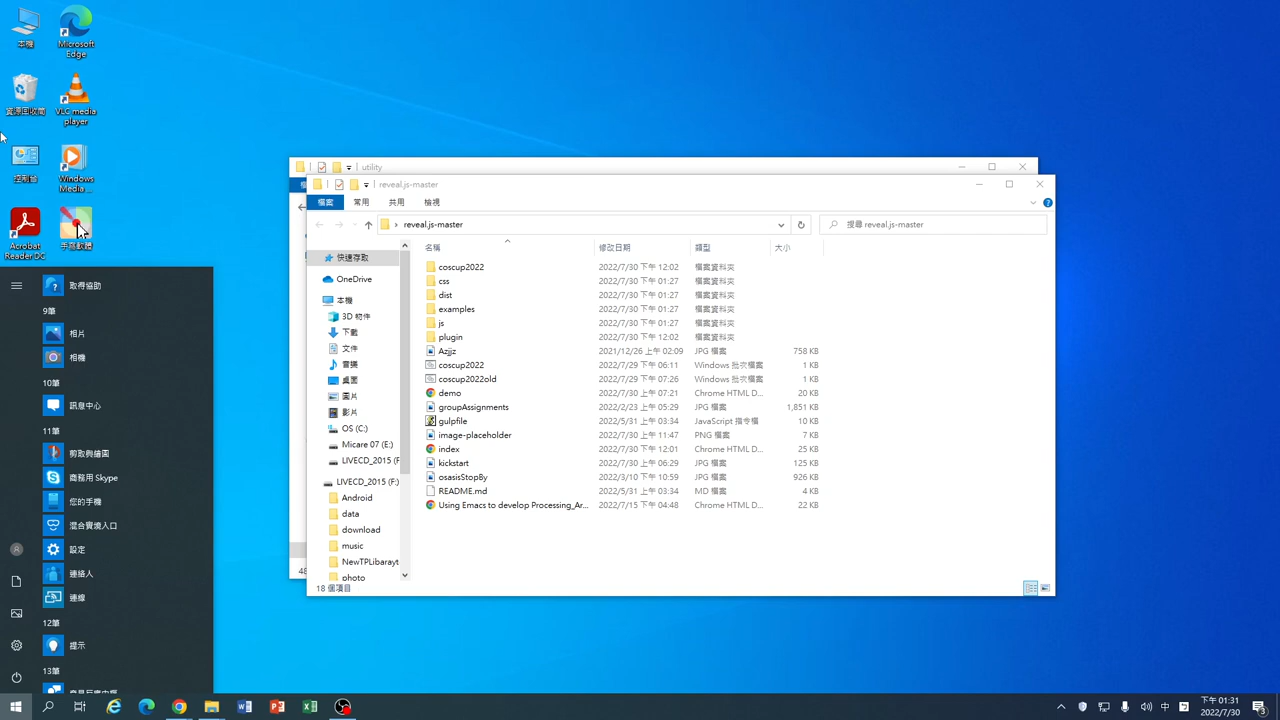 本機
Microsoft Edge
資源回收筒
VLC media player
控制台
Windows Media...
Acrobat Reader DC
手寫軟體
取得協助
9筆
相片
相機
10筆
訊息中心
11筆
剪取與繪圖
商務用 Skype
您的手機
混合實境入口
設定
連絡人
連線
12筆
提示
13筆
utility
reveal.js-master
檔案 常用 共用 檢視
› reveal.js-master
搜尋 reveal.js-master
快速存取
OneDrive
本機
3D 物件
下載
文件
音樂
桌面
圖片
影片
OS (C:)
Micare 07 (E:)
LIVECD_2015 (F
LIVECD_2015 (F:)
Android
data
download
music
NewTPLibarayt
photo
名稱 修改日期 類型 大小
coscup2022 2022/7/30 下午 12:02 檔案資料夾
css 2022/7/30 下午 01:27 檔案資料夾
dist 2022/7/30 下午 01:27 檔案資料夾
examples 2022/7/30 下午 01:27 檔案資料夾
js 2022/7/30 下午 01:27 檔案資料夾
plugin 2022/7/30 下午 12:02 檔案資料夾
Azjjz 2021/12/26 上午 02:09 JPG 檔案 758 KB
coscup2022 2022/7/29 下午 06:11 Windows 批次檔案 1 KB
coscup2022old 2022/7/29 下午 07:26 Windows 批次檔案 1 KB
demo 2022/7/30 上午 07:21 Chrome HTML D... 20 KB
groupAssignments 2022/2/23 上午 05:29 JPG 檔案 1,851 KB
gulpfile 2022/5/31 上午 03:34 JavaScript 指令檔 10 KB
image-placeholder 2022/7/30 上午 11:47 PNG 檔案 7 KB
index 2022/7/30 上午 12:01 Chrome HTML D... 25 KB
kickstart 2022/7/15 上午 06:29 JPG 檔案 125 KB
osasisStopBy 2022/3/10 下午 10:59 JPG 檔案 926 KB
README.md 2022/5/31 上午 03:34 MD 檔案 4 KB
Using Emacs to develop Processing_Ar... 2022/7/15 下午 04:48 Chrome HTML D... 22 KB
48
18 個項目
中
下午 01:31
2022/7/30
3